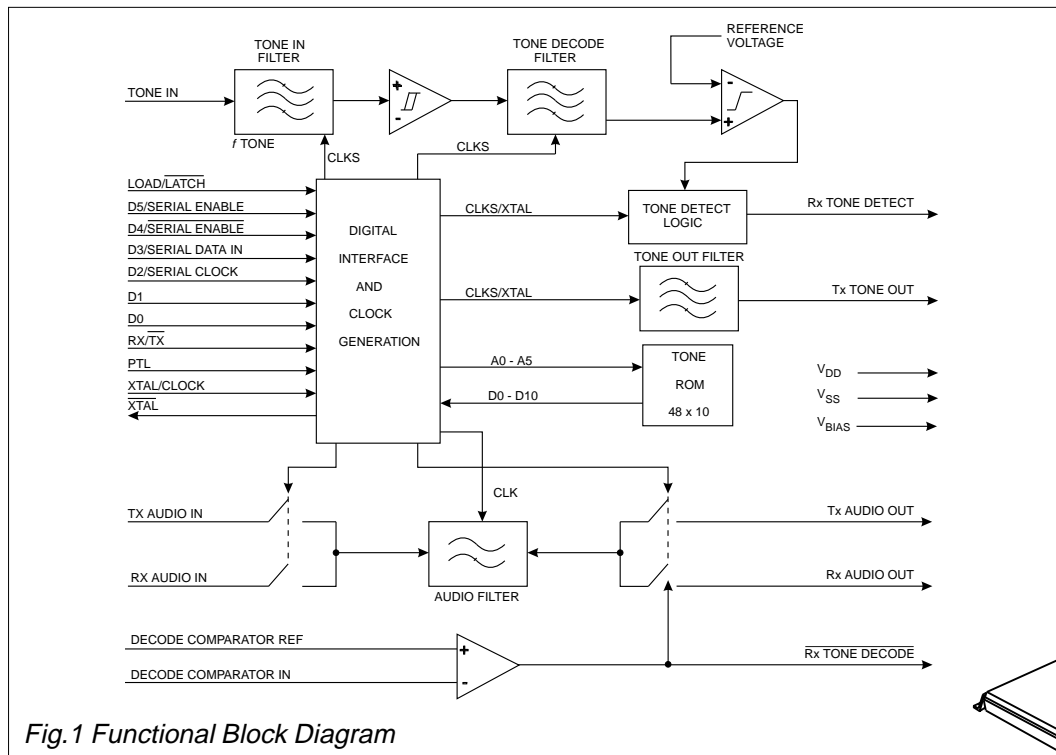 REFERENCE
VOLTAGE
TONE IN
FILTER
TONE DECODE
FILTER
TONE IN
+
-
-
+
f TONE
CLKS
CLKS
LOAD/LATCH
D5/SERIAL ENABLE
D4/SERIAL ENABLE
D3/SERIAL DATA IN
D2/SERIAL CLOCK
D1
D0
RX/TX
PTL
XTAL/CLOCK
XTAL
DIGITAL
INTERFACE
AND
CLOCK
GENERATION
CLKS/XTAL
TONE DETECT
LOGIC
Rx TONE DETECT
TONE OUT FILTER
CLKS/XTAL
Tx TONE OUT
A0 - A5
D0 - D10
TONE
ROM
48 x 10
VDD
VSS
VBIAS
CLK
TX AUDIO IN
RX AUDIO IN
AUDIO FILTER
Tx AUDIO OUT
Rx AUDIO OUT
DECODE COMPARATOR REF
DECODE COMPARATOR IN
+
-
Rx TONE DECODE
Fig.1 Functional Block Diagram